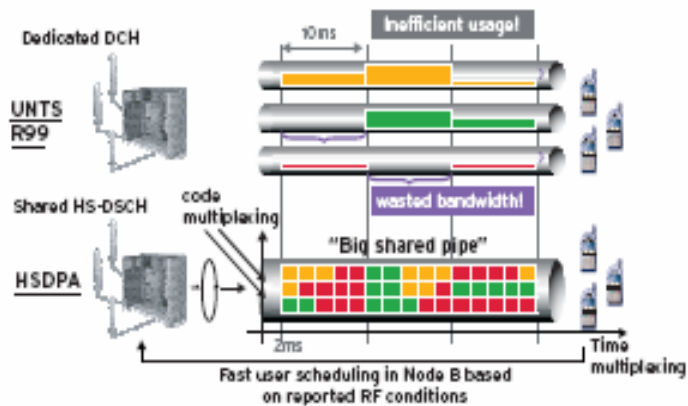 Dedicated DCH
10ms
Inefficient usage!
UNTS
R99
wasted bandwidth!
Shared HS-DSCH
code
multiplexing
"Big shared pipe"
HSDPA
2ms
Time
multiplexing
Fast user scheduling in Node B based
on reported RF conditions